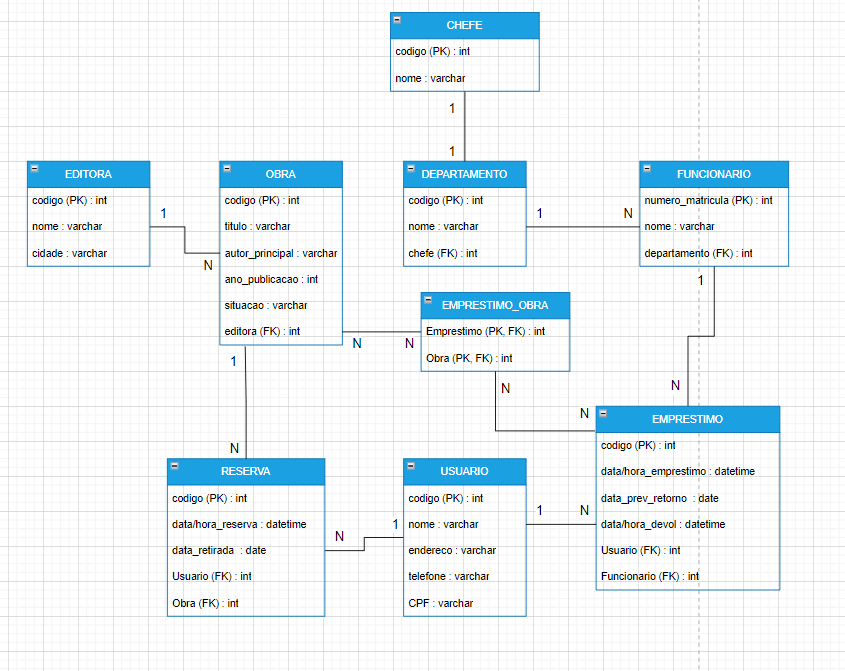 CHEFE
codigo (PK) : int
nome : varchar
1
1
EDITORA
codigo (PK) : int
nome : varchar
cidade : varchar
1
N
OBRA
codigo (PK) : int
titulo : varchar
autor_principal : varchar
ano_publicacao : int
situacao : varchar
editora (FK) : int
DEPARTAMENTO
codigo (PK) : int
nome : varchar
chefe (FK) : int
1
N
FUNCIONARIO
numero_matricula (PK) : int
nome : varchar
departamento (FK) : int
1
N
EMPRESTIMO_OBRA
Emprestimo (PK, FK) : int
Obra (PK, FK) : int
N
N
N
N
1
N
EMPRESTIMO
codigo (PK) : int
data/hora_emprestimo : datetime
data_prev_retorno : date
data/hora_devol : datetime
Usuario (FK) : int
Funcionario (FK) : int
RESERVA
codigo (PK) : int
data/hora_reserva : datetime
data_retirada : date
Usuario (FK) : int
Obra (FK) : int
N
1
USUARIO
codigo (PK) : int
nome : varchar
endereco : varchar
telefone : varchar
CPF : varchar
1
N